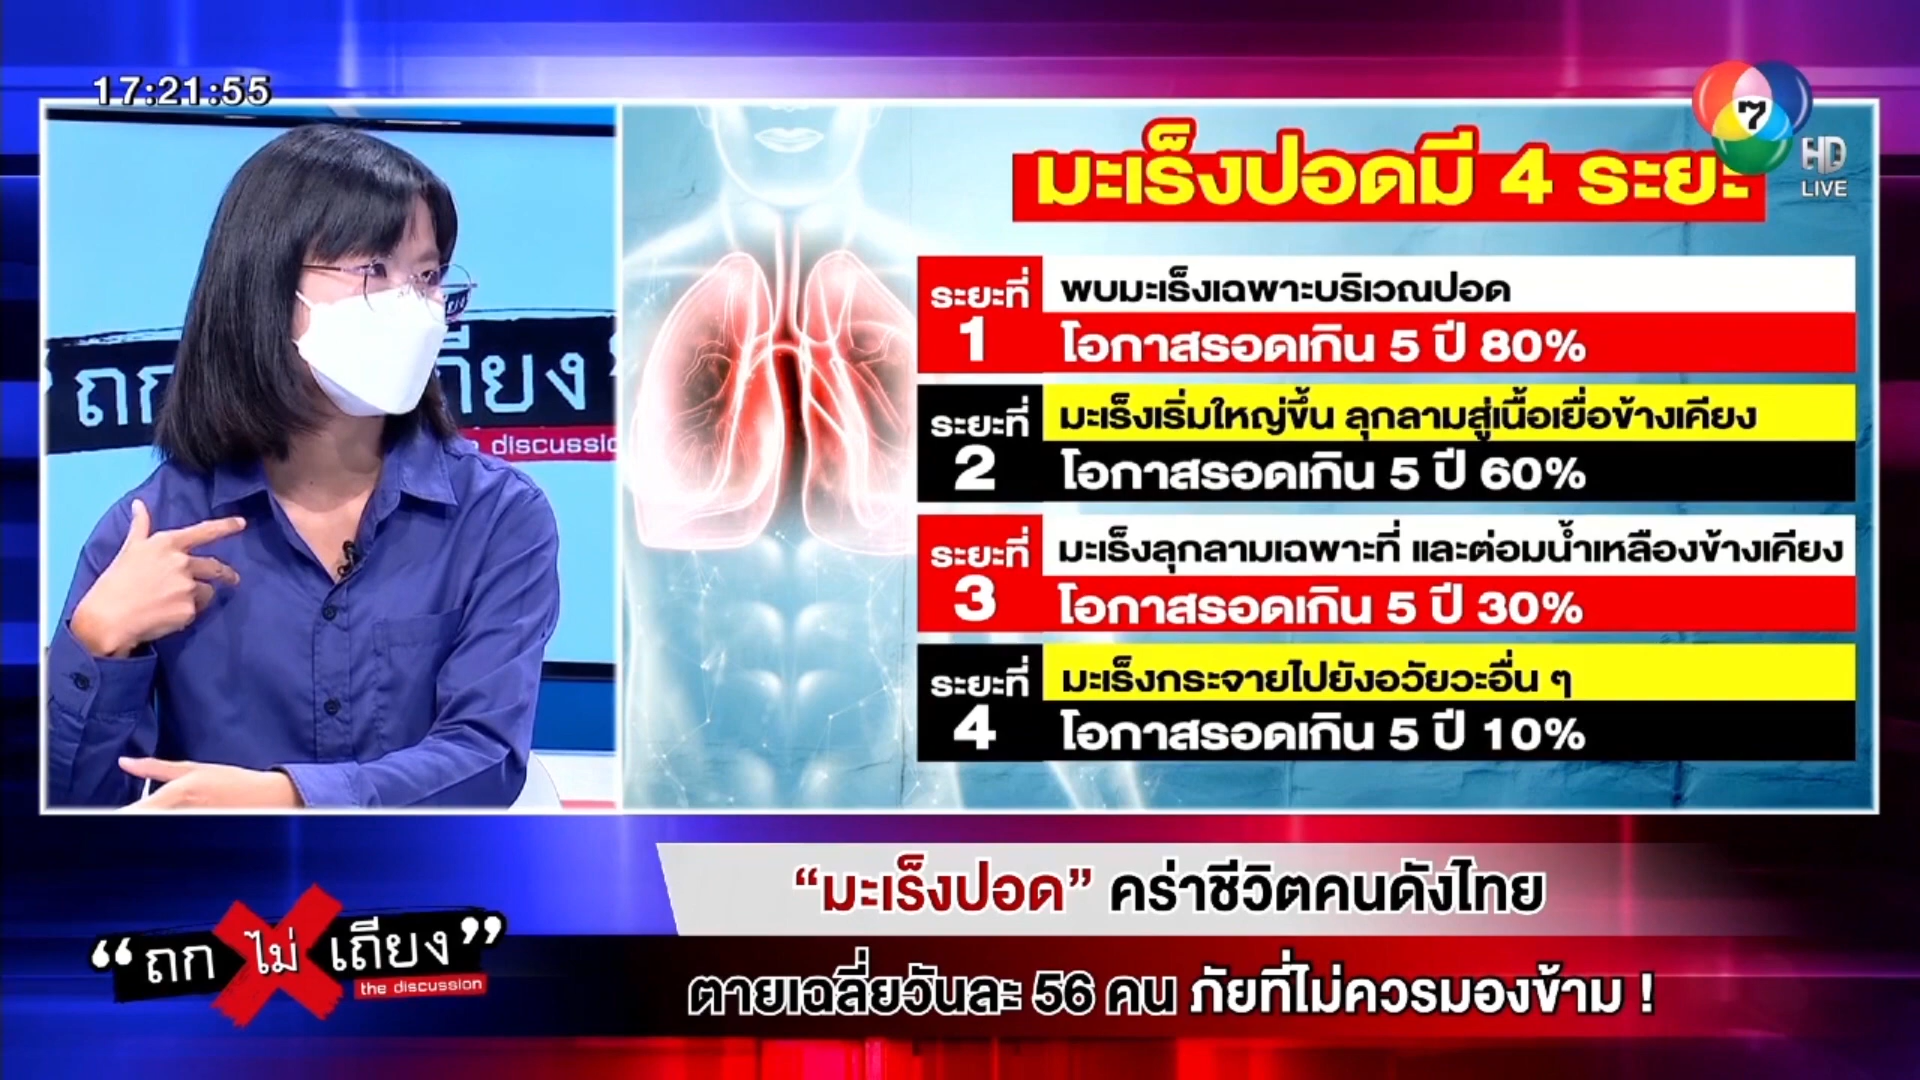 17:21:55
7
HD
LIVE
มะเร็งปอดมี 4 ระยะ
ระยะที่ 1
พบมะเร็งเฉพาะบริเวณปอด
โอกาสรอดเกิน 5 ปี 80%
ระยะที่ 2
มะเร็งเริ่มใหญ่ขึ้น ลุกลามสู่เนื้อเยื่อข้างเคียง
โอกาสรอดเกิน 5 ปี 60%
ระยะที่ 3
มะเร็งลุกลามเฉพาะที่ และต่อมน้ำเหลืองข้างเคียง
โอกาสรอดเกิน 5 ปี 30%
ระยะที่ 4
มะเร็งกระจายไปยังอวัยวะอื่น ๆ
โอกาสรอดเกิน 5 ปี 10%
“ถก เถียง”
discussio
“มะเร็งปอด” คร่าชีวิตคนดังไทย
ตายเฉลี่ยวันละ 56 คน ภัยที่ไม่ควรมองข้าม !
“ถกไม่เถียง”
the discussion